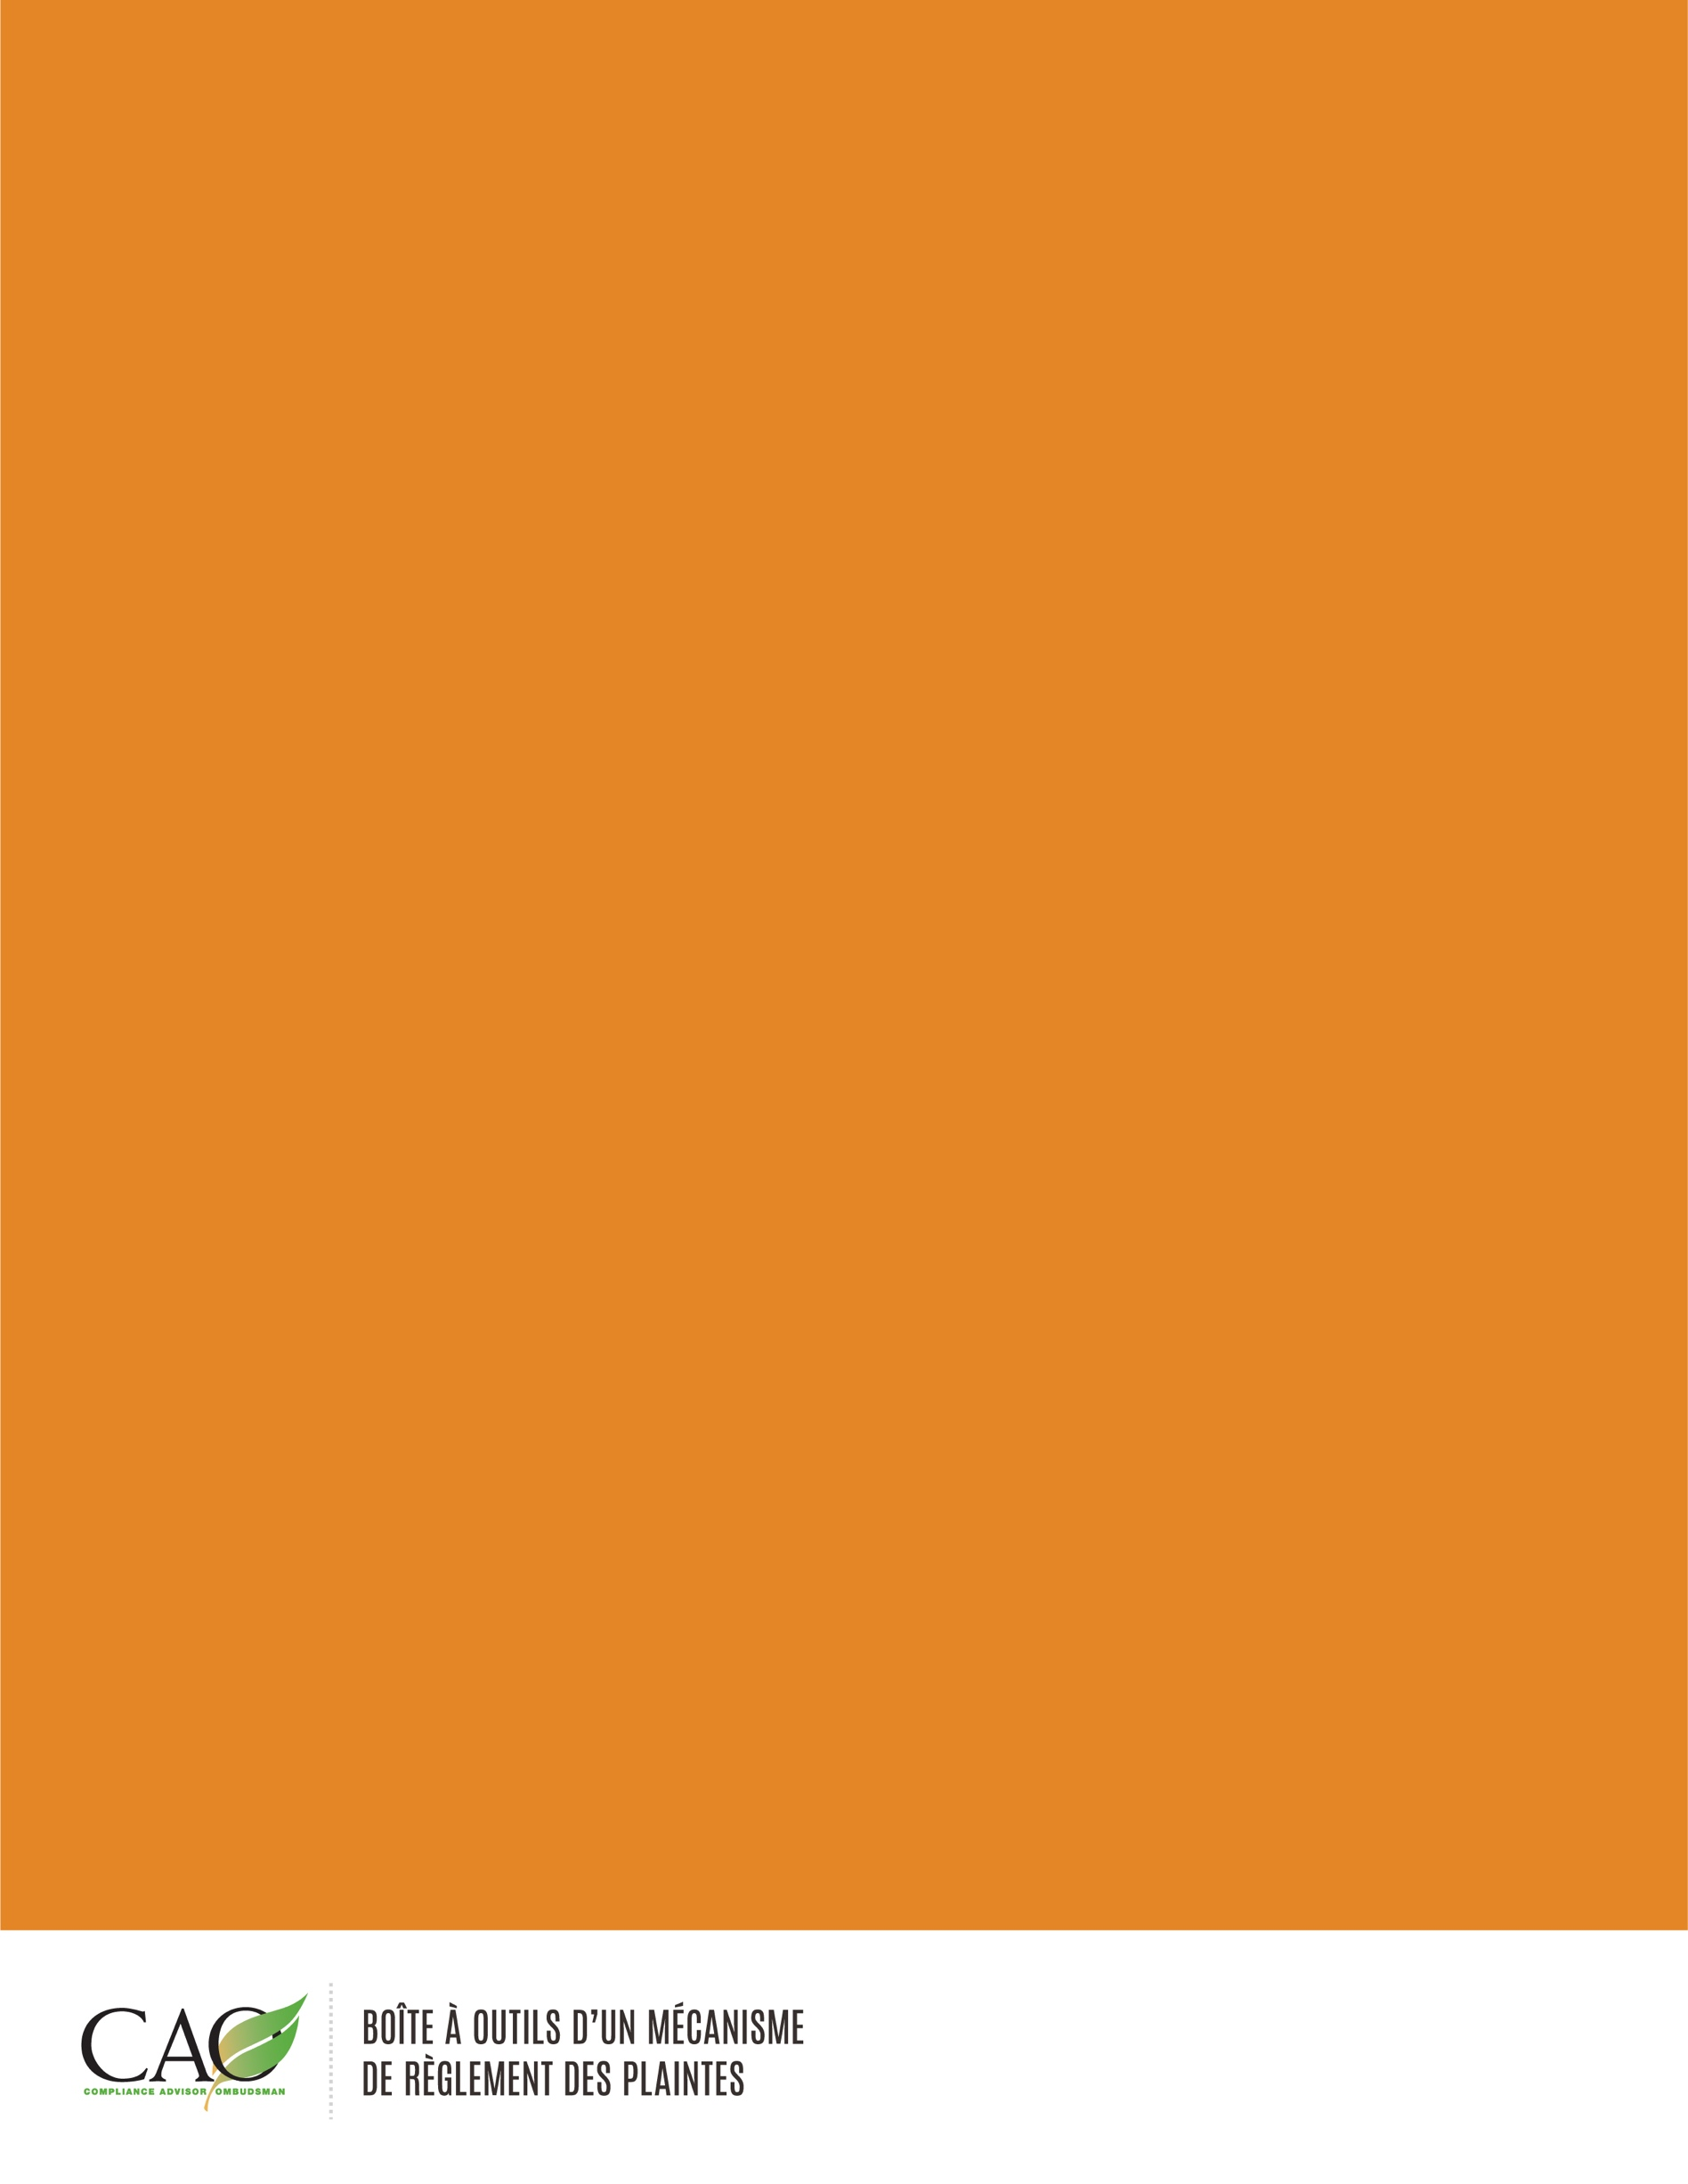 CAO
COMPLIANCE ADVISOR OMBUDSMAN
BOÎTE À OUTILS D’UN MÉCANISME
DE RÈGLEMENT DES PLAINTES